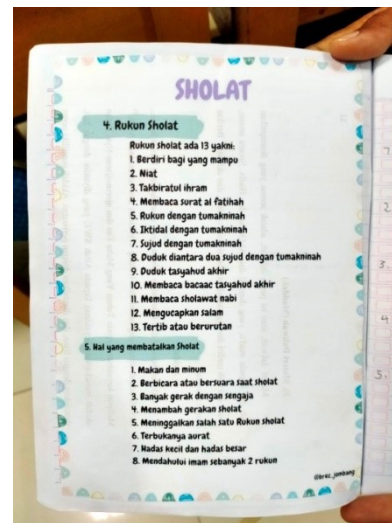 SHOLAT
4. Rukun Sholat
Rukun sholat ada 13 yakni:
1. Berdiri bagi yang mampu
2. Niat
3. Takbiratul ihram
4. Membaca surat al fatihah
5. Rukun dengan tumakninah
6. Iktidal dengan tumakninah
7. Sujud dengan tumakninah
8. Duduk diantara dua sujud dengan tumakninah
9. Duduk tasyahud akhir
10. Membaca bacaac tasyahud akhir
11. Membaca sholawat nabi
12. Mengucapkan salam
13. Tertib atau berurutan
5. Hal yang membatalkan Sholat
1. Makan dan minum
2. Berbicara atau bersuara saat sholat
3. Banyak gerak dengan sengaja
4. Menambah gerakan sholat
5. Meninggalkan salah satu Rukun sholat
6. Terbukanya aurat
7. Hadas kecil dan hadas besar
8. Mendahului imam sebanyak 2 rukun
1
2.
3.
4
5.